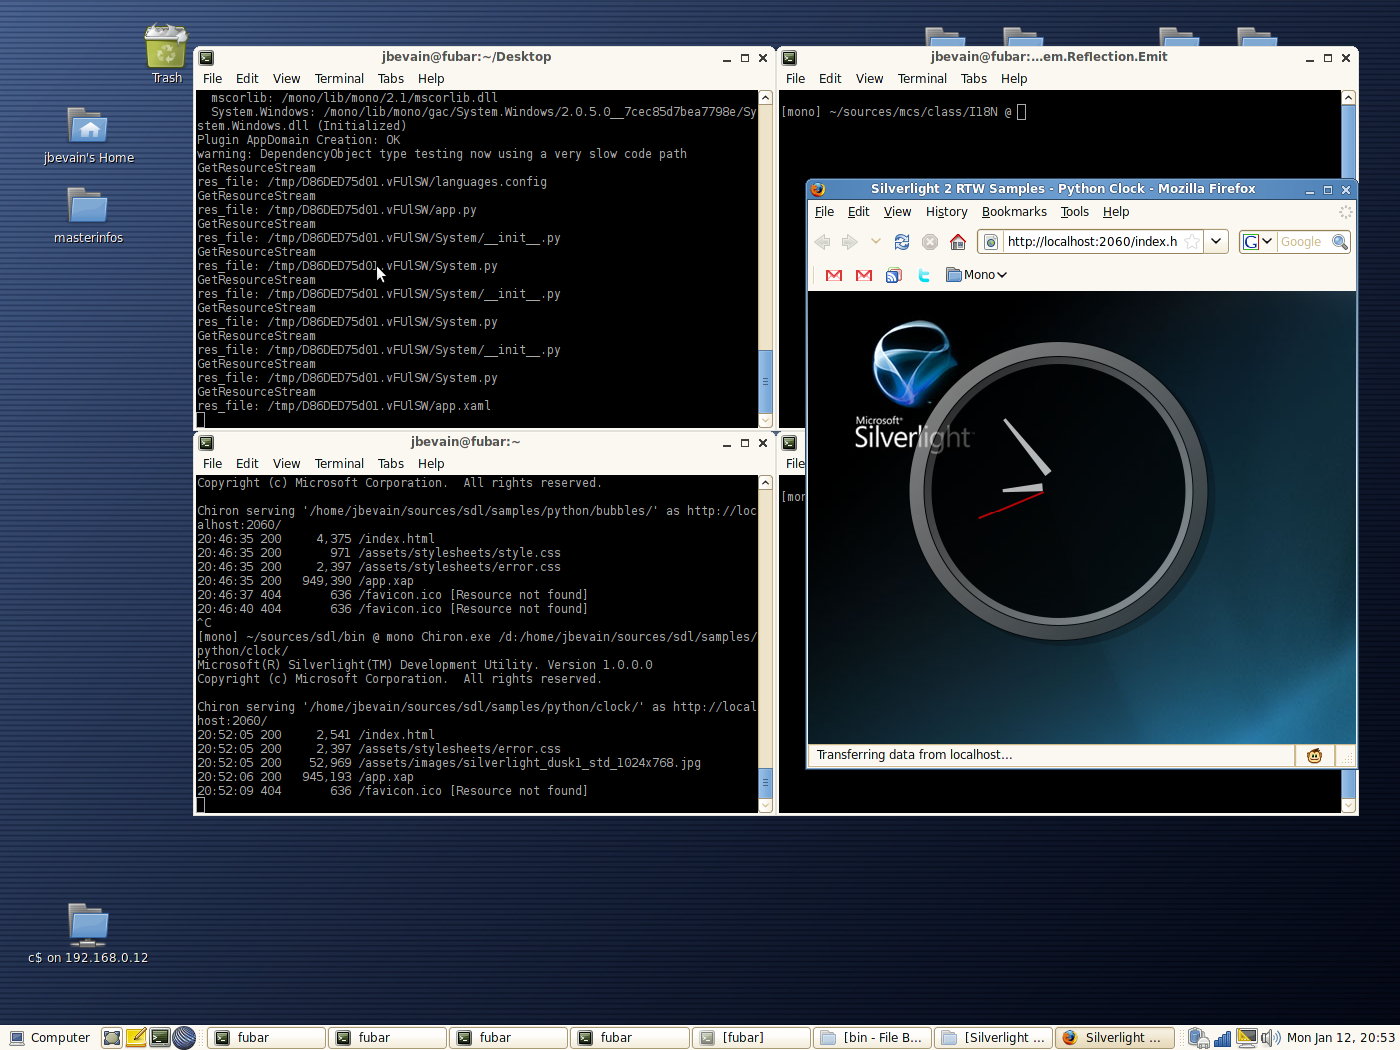 Trash
jbevain's Home
masterinfos
c$ on 192.168.0.12
jbevain@fubar:~/Desktop
File Edit View Terminal Tabs Help
mscorlib: /mono/lib/mono/2.1/mscorlib.dll
System.Windows: /mono/lib/mono/gac/System.Windows/2.0.5.0__7cec85d7bea7798e/Sy
stem.Windows.dll (Initialized)
Plugin AppDomain Creation: OK
warning: DependencyObject type testing now using a very slow code path
GetResourceStream
res_file: /tmp/D86DED75d01.vFUlSW/languages.config
GetResourceStream
res_file: /tmp/D86DED75d01.vFUlSW/app.py
GetResourceStream
res_file: /tmp/D86DED75d01.vFUlSW/System/__init__.py
GetResourceStream
res_file: /tmp/D86DED75d01.vFUlSW/System.py
GetResourceStream
res_file: /tmp/D86DED75d01.vFUlSW/System/__init__.py
GetResourceStream
res_file: /tmp/D86DED75d01.vFUlSW/System.py
GetResourceStream
res_file: /tmp/D86DED75d01.vFUlSW/System/__init__.py
GetResourceStream
res_file: /tmp/D86DED75d01.vFUlSW/System.py
GetResourceStream
res_file: /tmp/D86DED75d01.vFUlSW/app.xaml
jbevain@fubar:...em.Reflection.Emit
File Edit View Terminal Tabs Help
[mono] ~/sources/mcs/class/I18N @
jbevain@fubar:~
File Edit View Terminal Tabs Help
Copyright (c) Microsoft Corporation.  All rights reserved.
Chiron serving '/home/jbevain/sources/sdl/samples/python/bubbles/' as http://loc
alhost:2060/
20:46:35 200     4,375 /index.html
20:46:35 200       971 /assets/stylesheets/style.css
20:46:35 200     2,397 /assets/stylesheets/error.css
20:46:35 200   949,390 /app.xap
20:46:37 404       636 /favicon.ico [Resource not found]
20:46:40 404       636 /favicon.ico [Resource not found]
^C
[mono] ~/sources/sdl/bin @ mono Chiron.exe /d:/home/jbevain/sources/sdl/samples/
python/clock/
Microsoft(R) Silverlight(TM) Development Utility. Version 1.0.0.0
Copyright (c) Microsoft Corporation.  All rights reserved.
Chiron serving '/home/jbevain/sources/sdl/samples/python/clock/' as http://local
host:2060/
20:52:05 200     2,541 /index.html
20:52:05 200     2,397 /assets/stylesheets/error.css
20:52:05 200    52,969 /assets/images/silverlight_dusk1_std_1024x768.jpg
20:52:06 200   945,193 /app.xap
20:52:09 404       636 /favicon.ico [Resource not found]
File
[mon
Silverlight 2 RTW Samples - Python Clock - Mozilla Firefox
File Edit View History Bookmarks Tools Help
http://localhost:2060/index.h
G Google
Mono
Microsoft®
Silverlight
Transferring data from localhost...
Computer fubar fubar fubar fubar [fubar] [bin - File B... [Silverlight ... Silverlight ... Mon Jan 12, 20:53